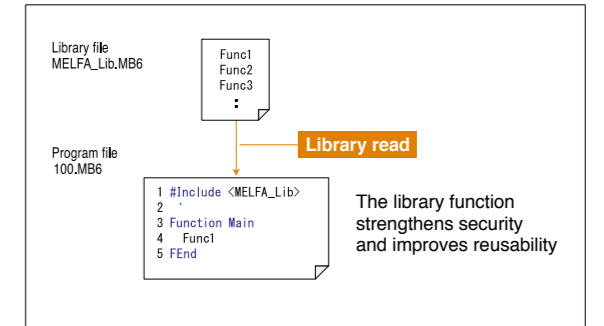 Library file
MELFA_Lib.MB6
Func1
Func2
Func3
:
Library read
Program file
100.MB6
1 #Include <MELFA_Lib>
2 '
3 Function Main
4 Func1
5 FEnd
The library function
strengthens security
and improves reusability